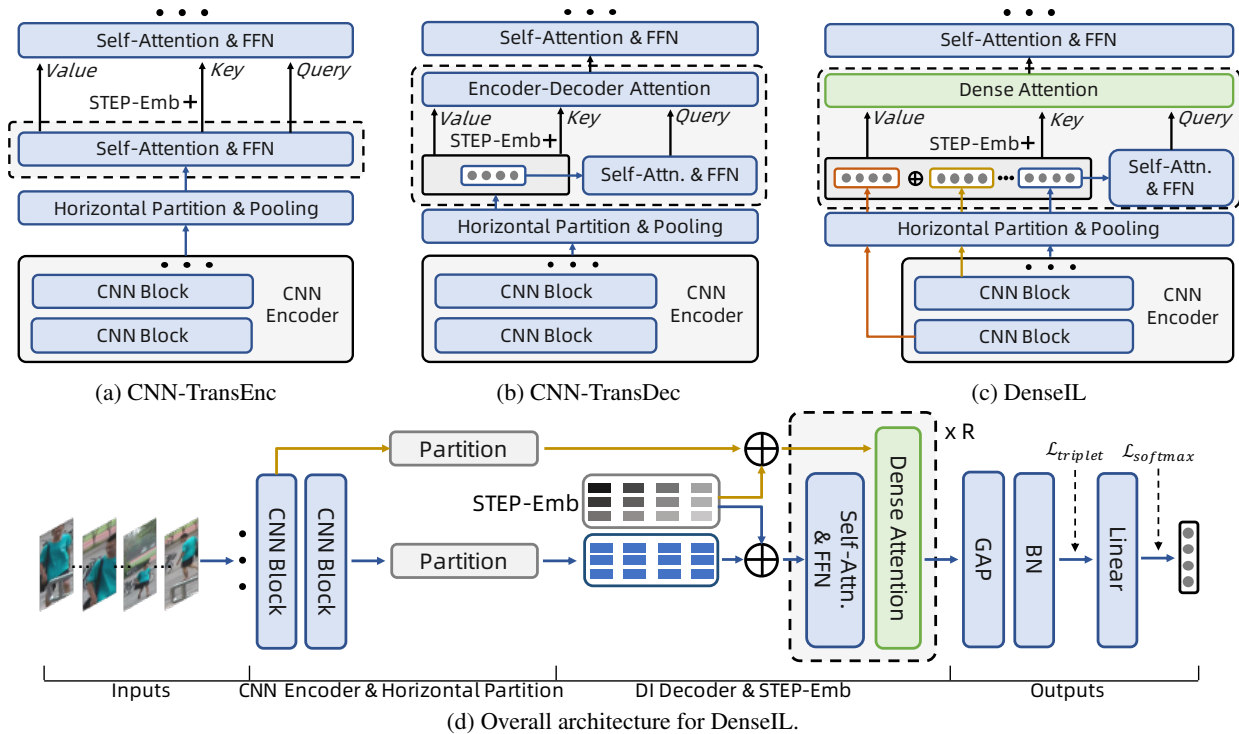 • • •
Self-Attention & FFN
Value
Key
Query
STEP-Emb+
Self-Attention & FFN
Horizontal Partition & Pooling
• • •
CNN Block
CNN Block
CNN
Encoder
(a) CNN-TransEnc
• • •
Self-Attention & FFN
Encoder-Decoder Attention
Value
Key
Query
STEP-Emb+
Self-Attn. & FFN
Horizontal Partition & Pooling
• • •
CNN Block
CNN Block
CNN
Encoder
(b) CNN-TransDec
• • •
Self-Attention & FFN
Dense Attention
Value
Key
Query
STEP-Emb+
⊕
•••
Self-Attn.
& FFN
Horizontal Partition & Pooling
• • •
CNN Block
CNN Block
CNN
Encoder
(c) DenseIL
CNN Block
CNN Block
Partition
Partition
STEP-Emb
Self-Attn.
& FFN
Dense Attention
x R
GAP
BN
ℒtriplet
Linear
ℒsoftmax
Inputs
CNN Encoder & Horizontal Partition
DI Decoder & STEP-Emb
Outputs
(d) Overall architecture for DenseIL.